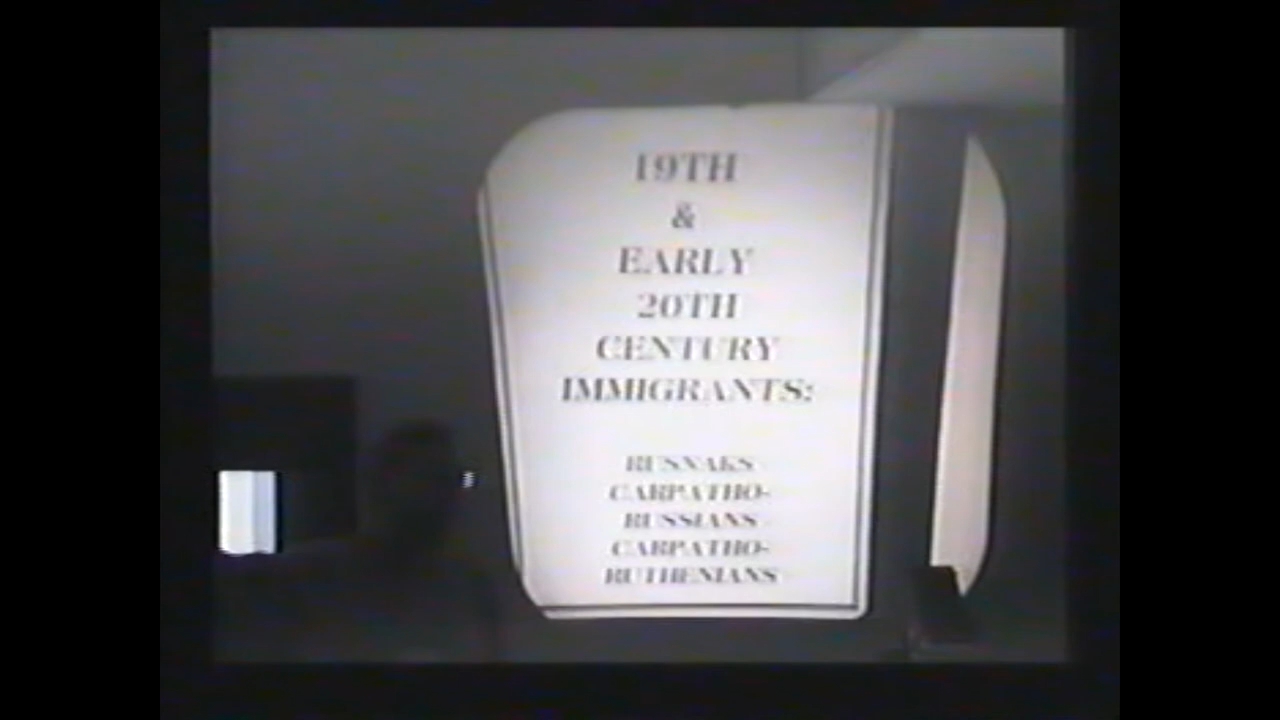 19TH
&
EARLY
20TH
CENTURY
IMMIGRANTS:
RUSNAKS
CARPATHO-
RUSSIANS
CARPATHO-
RUTHENIANS